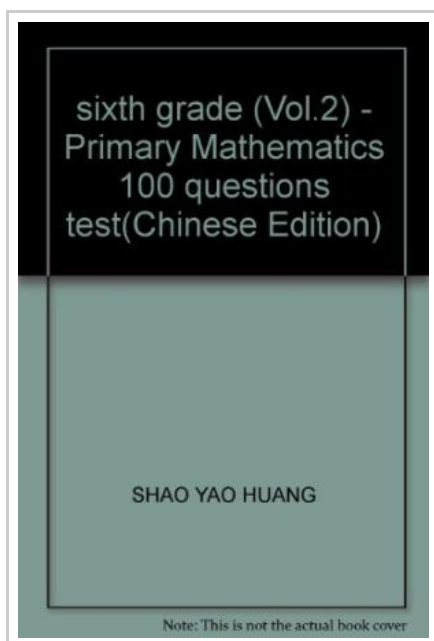 sixth grade (Vol.2) -
Primary Mathematics
100 questions
test(Chinese Edition)
SHAO YAO HUANG
Note: This is not the actual book cover